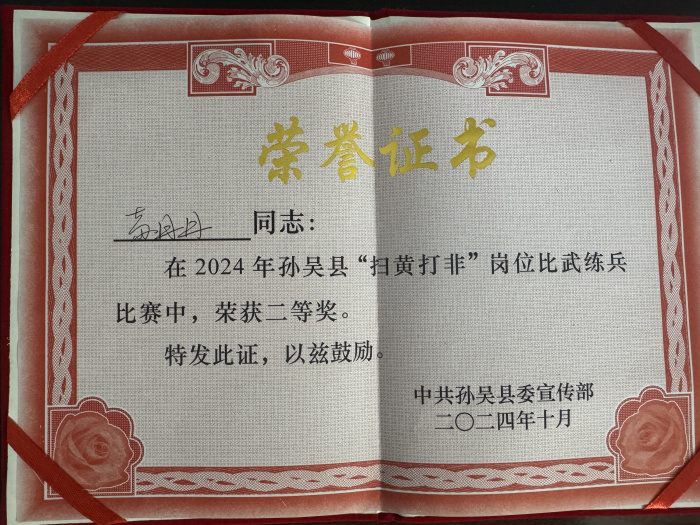 荣誉证书
同志：
在2024年孙吴县“扫黄打非”岗位比武练兵
比赛中，荣获二等奖。
特发此证，以兹鼓励。
中共孙吴县委宣传部
二〇二四年十月